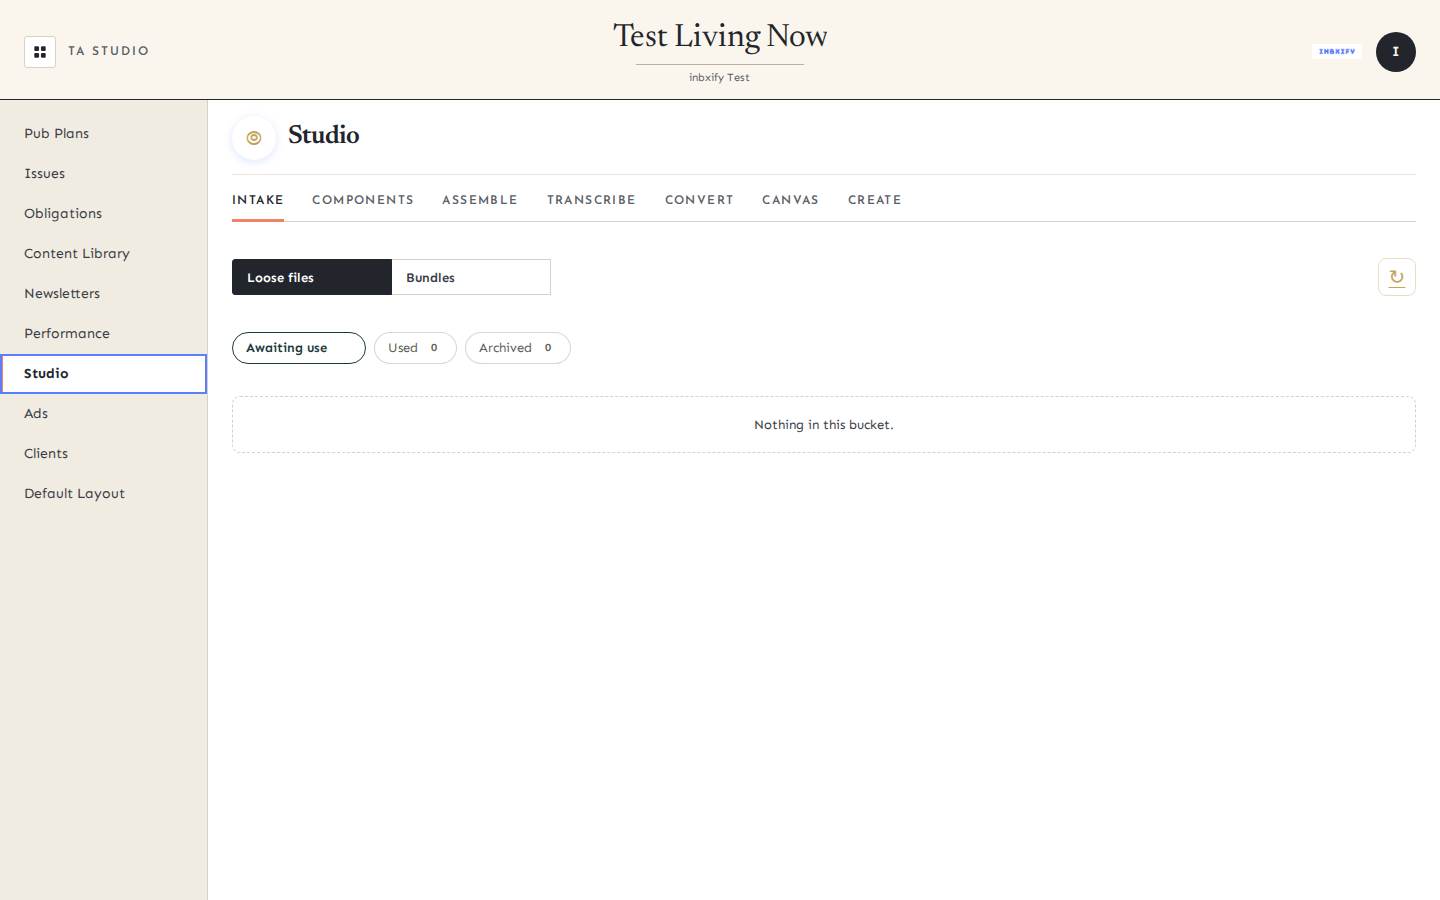 TA STUDIO
Test Living Now
inbxify Test
INBXIFY
I
Pub Plans
Issues
Obligations
Content Library
Newsletters
Performance
Studio
Ads
Clients
Default Layout
Studio
INTAKE COMPONENTS ASSEMBLE TRANSCRIBE CONVERT CANVAS CREATE
Loose files Bundles
Awaiting use Used 0 Archived 0
Nothing in this bucket.